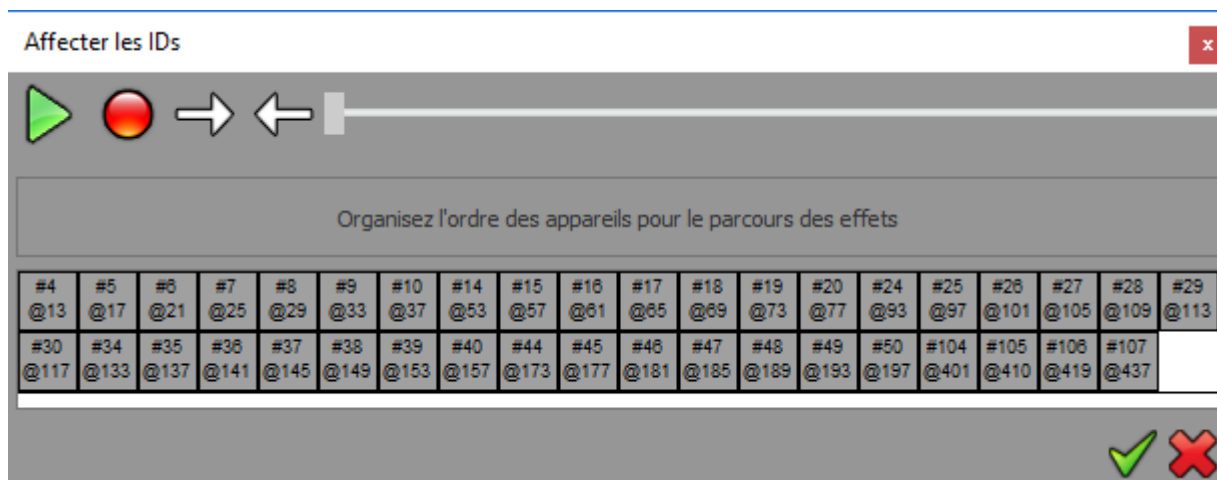 Affecter les IDs
x
Organisez l'ordre des appareils pour le parcours des effets
#4 #5 #6 #7 #8 #9 #10 #14 #15 #16 #17 #18 #19 #20 #24 #25 #26 #27 #28 #29
@13 @17 @21 @25 @29 @33 @37 @53 @57 @61 @65 @69 @73 @77 @93 @97 @101 @105 @109 @113
#30 #34 #35 #36 #37 #38 #39 #40 #44 #45 #46 #47 #48 #49 #50 #104 #105 #106 #107
@117 @133 @137 @141 @145 @149 @153 @157 @173 @177 @181 @185 @189 @193 @197 @401 @410 @419 @437